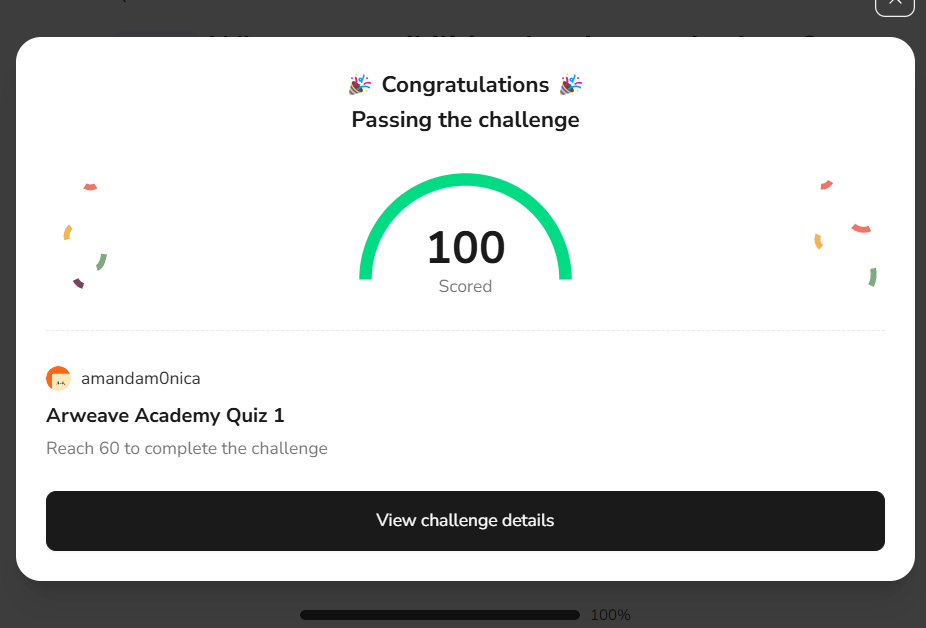 Congratulations
Passing the challenge
100
Scored
amandam0nica
Arweave Academy Quiz 1
Reach 60 to complete the challenge
View challenge details
100%